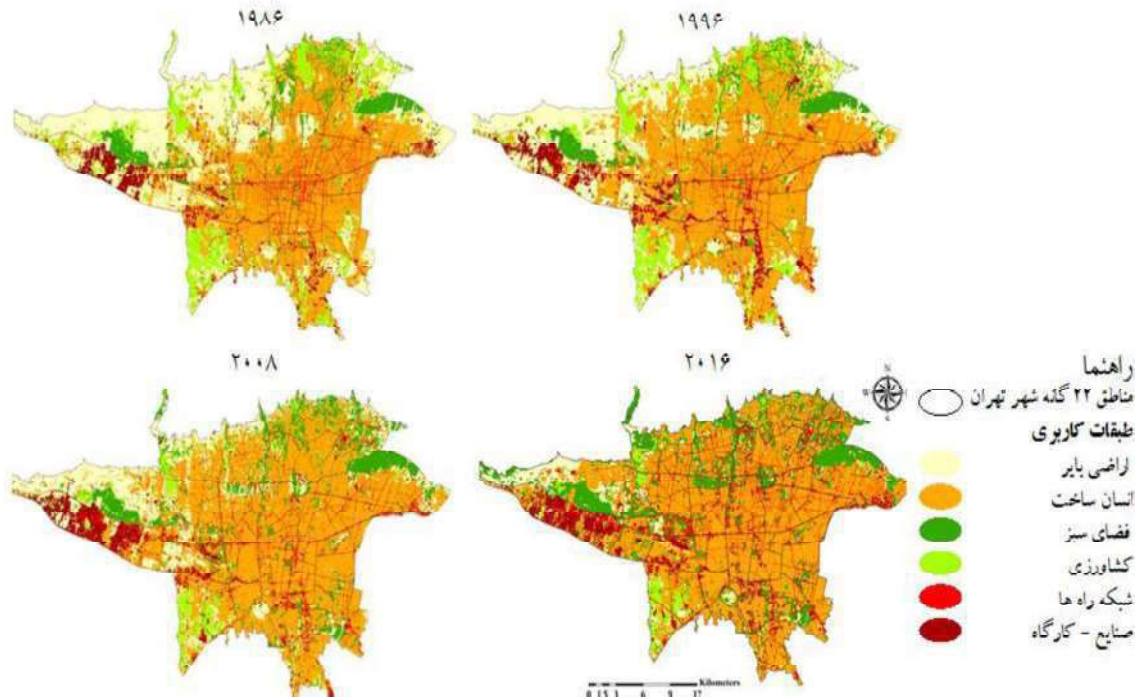 ۱۹۸۶
۱۹۹۶
۲۰۰۸
۲۰۱۶
N
راهنما
مناطق ۲۲ گانه شهر تهران
طبقات کاربری
اراضی بایر
انسان ساخت
فضای سبز
کشاورزی
شبکه راه ها
صنایع - کارگاه
Kilometers